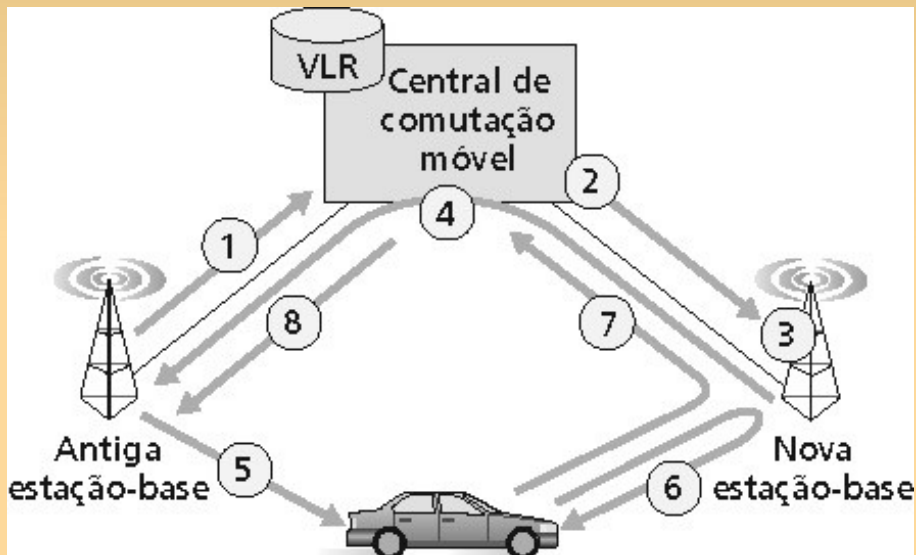 VLR
Central de
comutação
móvel
2
4
1
8
7
3
Antiga
estação-base
5
6
Nova
estação-base